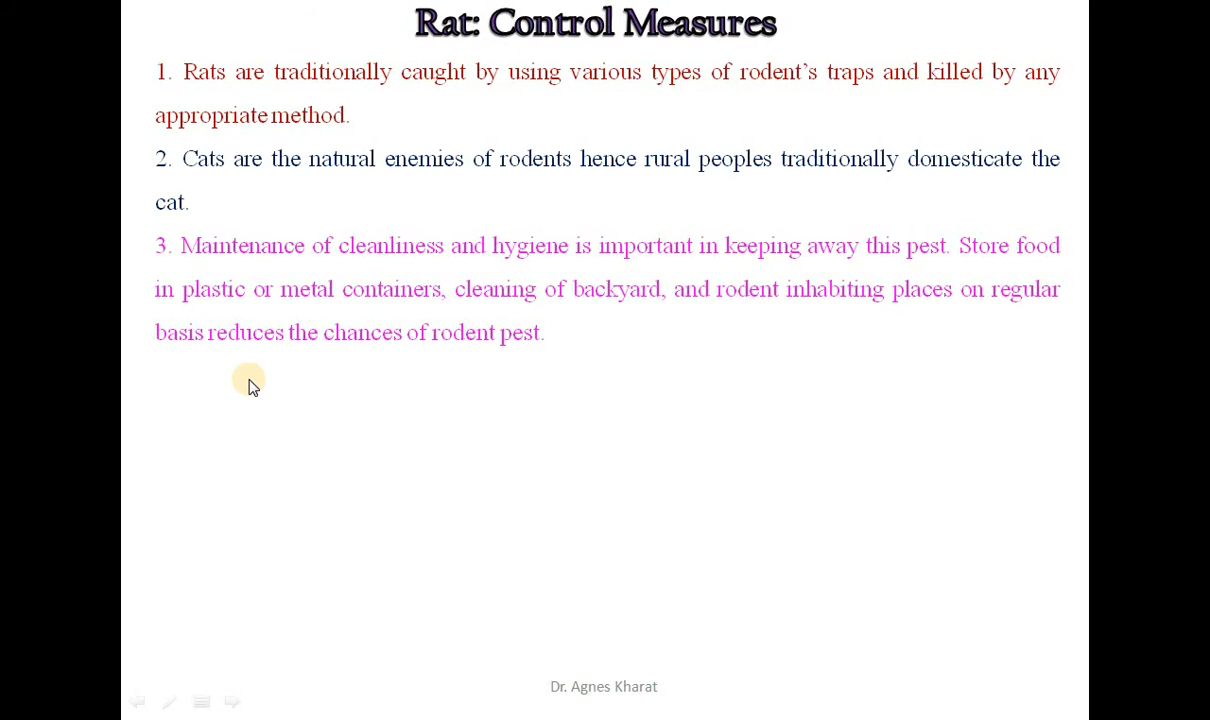 Rat: Control Measures
1. Rats are traditionally caught by using various types of rodent’s traps and killed by any
appropriate method.
2. Cats are the natural enemies of rodents hence rural peoples traditionally domesticate the
cat.
3. Maintenance of cleanliness and hygiene is important in keeping away this pest. Store food
in plastic or metal containers, cleaning of backyard, and rodent inhabiting places on regular
basis reduces the chances of rodent pest.
Dr. Agnes Kharat